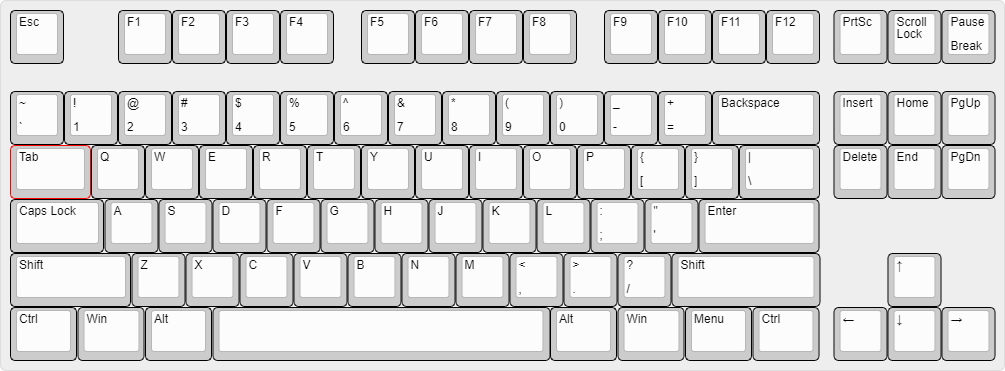 Esc F1 F2 F3 F4 F5 F6 F7 F8 F9 F10 F11 F12 PrtSc Scroll Pause
Lock
Break
~ ! @ # $ % ^ & * ( ) _ + Backspace Insert Home PgUp
` 1 2 3 4 5 6 7 8 9 0 - =
Tab Q W E R T Y U I O P { } | Delete End PgDn
[ ] \
Caps Lock A S D F G H J K L : " Enter
; '
Shift Z X C V B N M < > ? Shift ↑
, . /
Ctrl Win Alt Alt Win Menu Ctrl ← ↓ →